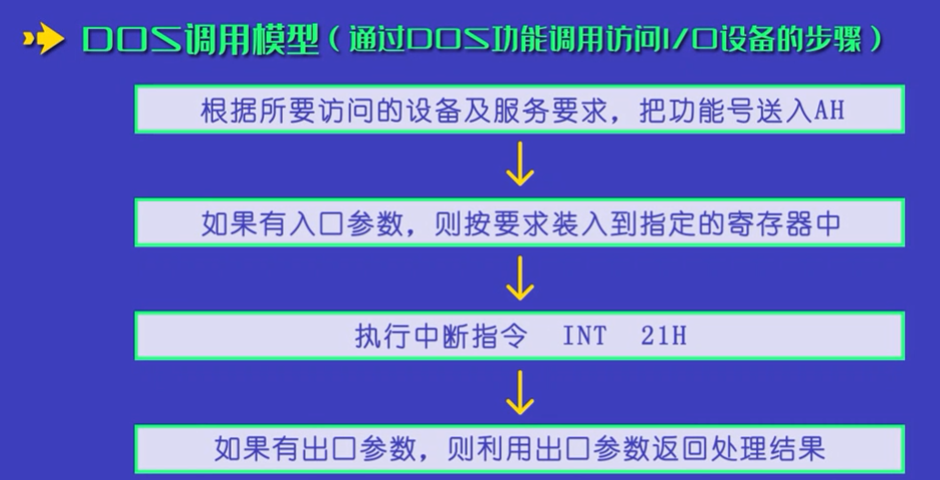 DOS调用模型（通过DOS功能调用访问I/O设备的步骤）
根据所要访问的设备及服务要求，把功能号送入AH
如果有入口参数，则按要求装入到指定的寄存器中
执行中断指令 INT 21H
如果有出口参数，则利用出口参数返回处理结果